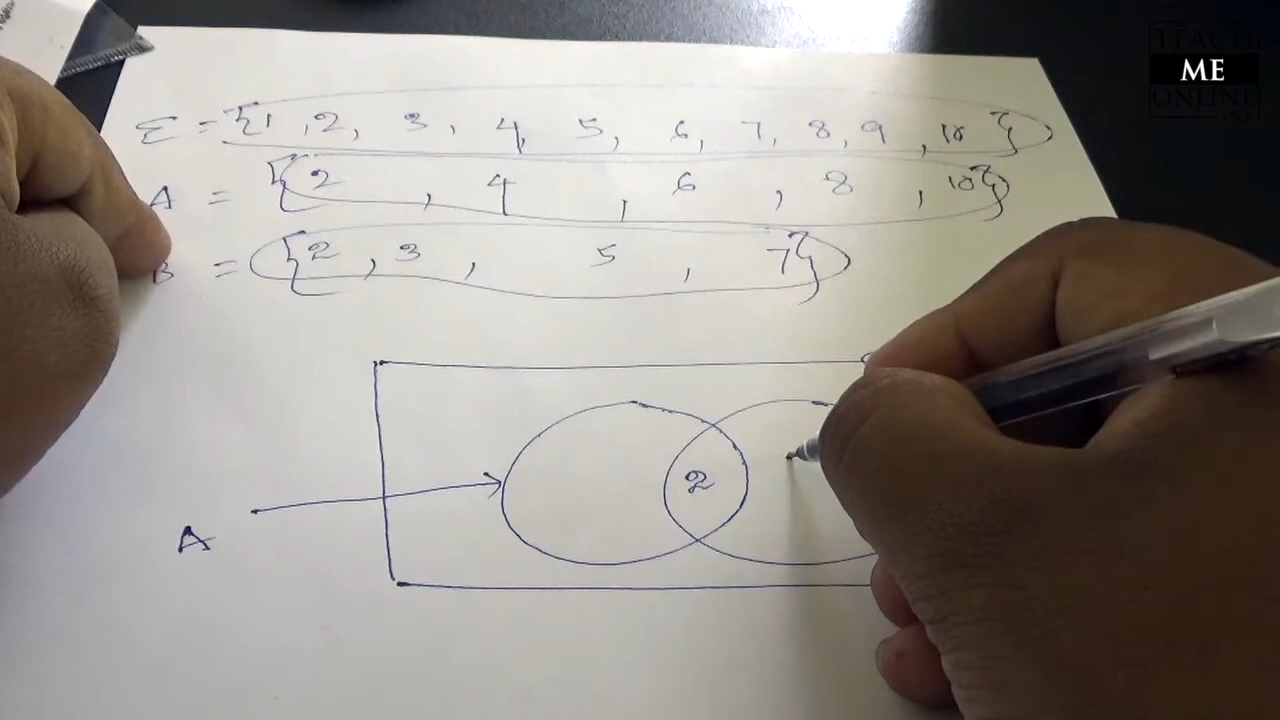 TEACH
ME
ONLINE
Σ = {1, 2, 3, 4, 5, 6, 7, 8, 9, 10}
A = {2, 4, 6, 8, 10}
B = {2, 3, 5, 7}
2
A